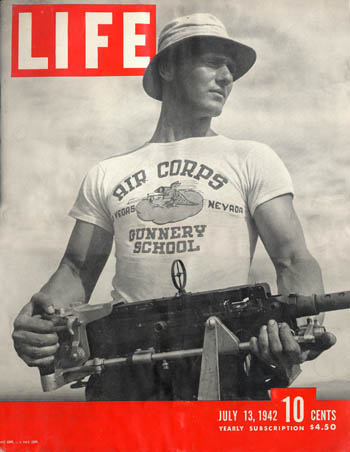 LIFE
AIR CORPS
NEVADA
GUNNERY
SCHOOL
JULY 13, 1942 10 CENTS
YEARLY SUBSCRIPTION $4.50